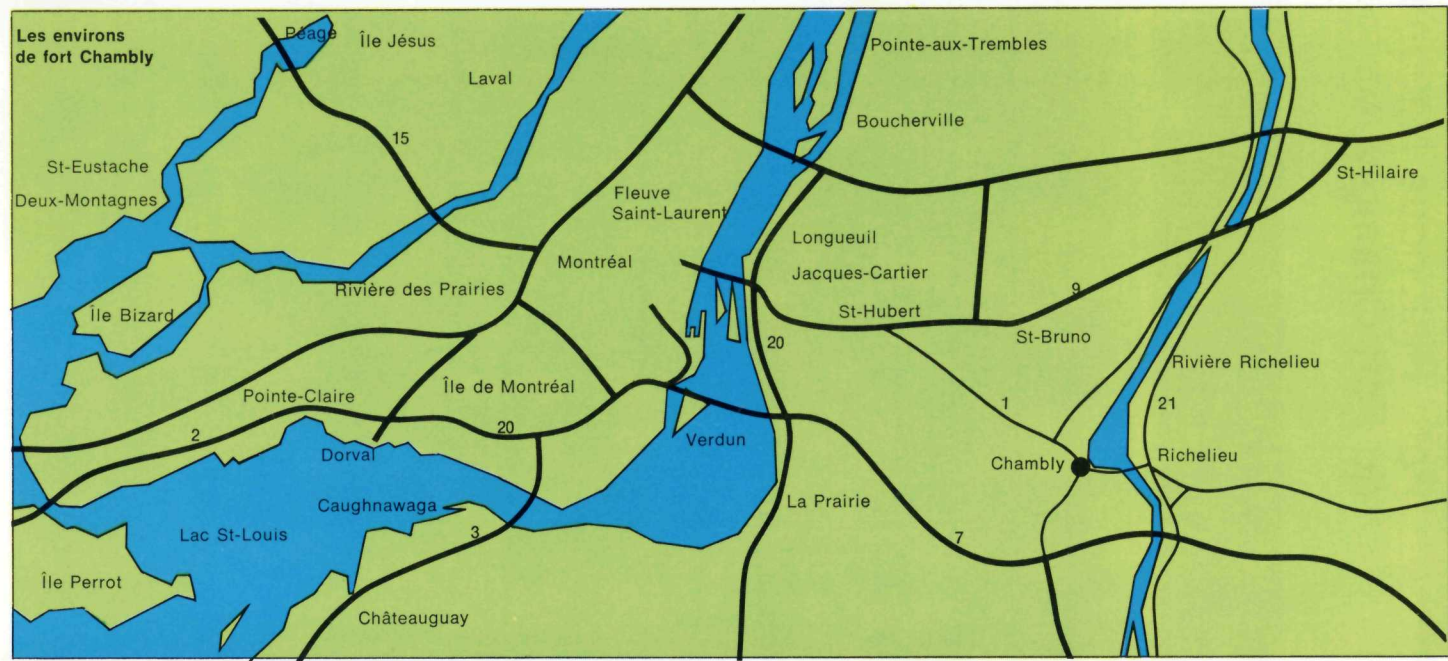 Les environs
de fort Chambly
Péage
Île Jésus
Laval
Pointe-aux-Trembles
Boucherville
15
St-Eustache
Deux-Montagnes
St-Hilaire
Fleuve
Saint-Laurent
Longueuil
Montréal
Jacques-Cartier
Rivière des Prairies
9
Île Bizard
St-Hubert
St-Bruno
20
Rivière Richelieu
Île de Montréal
Pointe-Claire
1
21
2
20
Verdun
Dorval
Chambly
Richelieu
Caughnawaga
La Prairie
Lac St-Louis
3
7
Île Perrot
Châteauguay